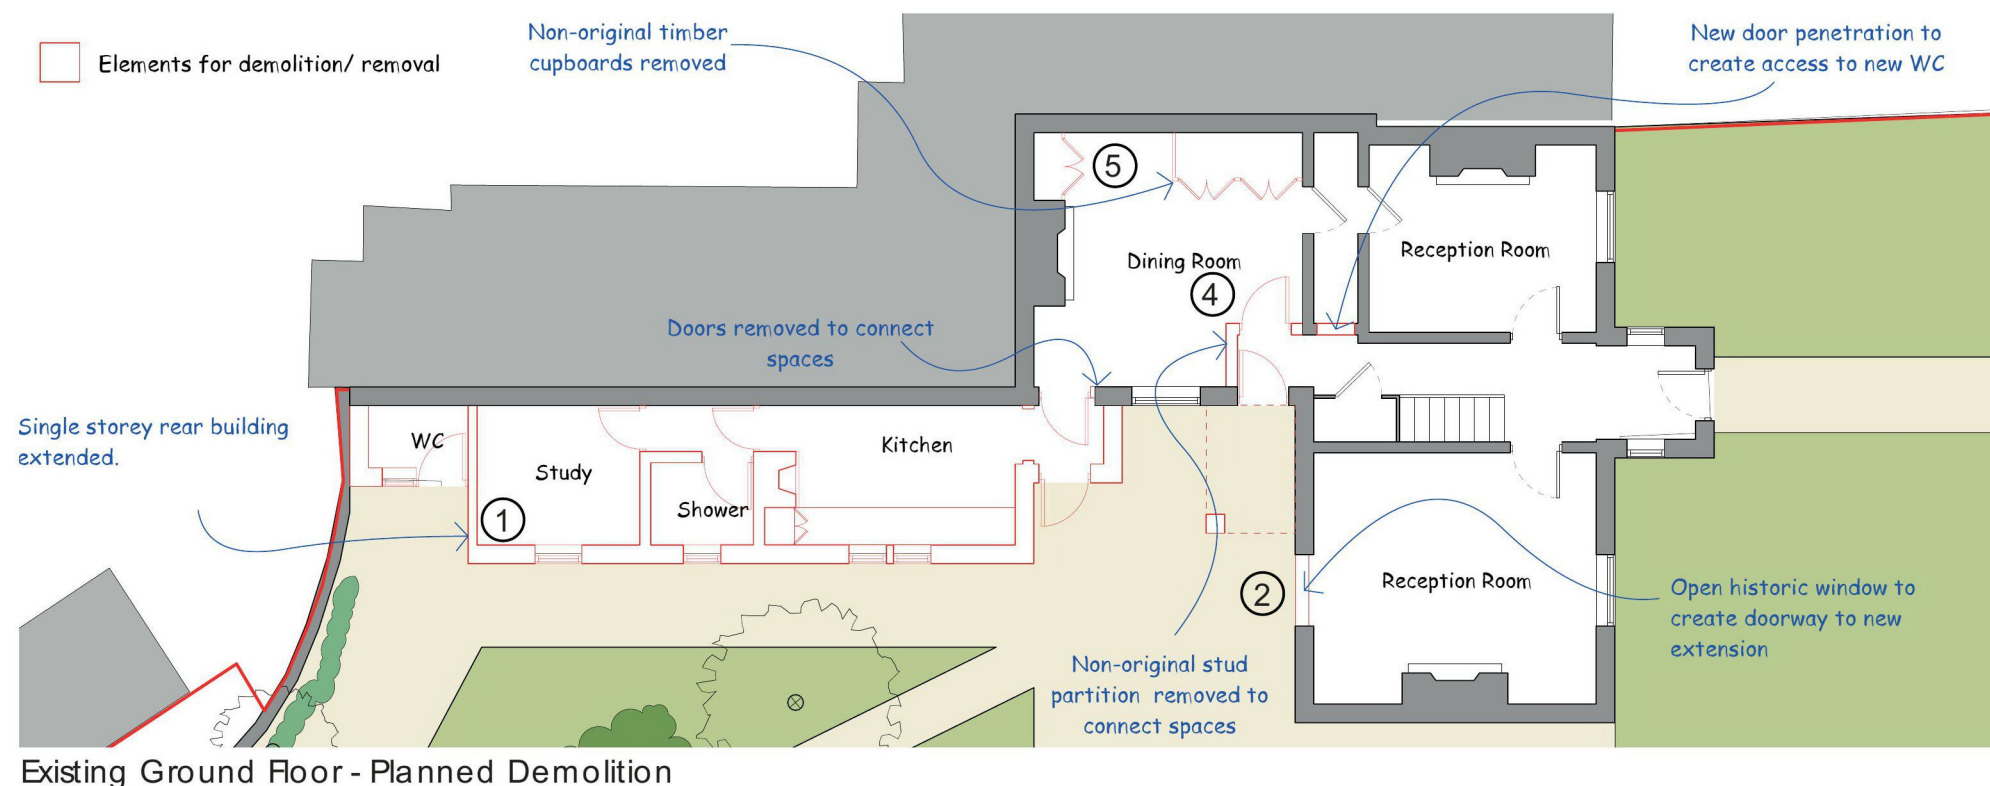 Elements for demolition/ removal
Non-original timber
cupboards removed
New door penetration to
create access to new WC
5
Dining Room
4
Reception Room
Doors removed to connect
spaces
Single storey rear building
extended.
WC
Study
Kitchen
Shower
1
2
Reception Room
Open historic window to
create doorway to new
extension
Non-original stud
partition removed to
connect spaces
Existing Ground Floor - Planned Demolition